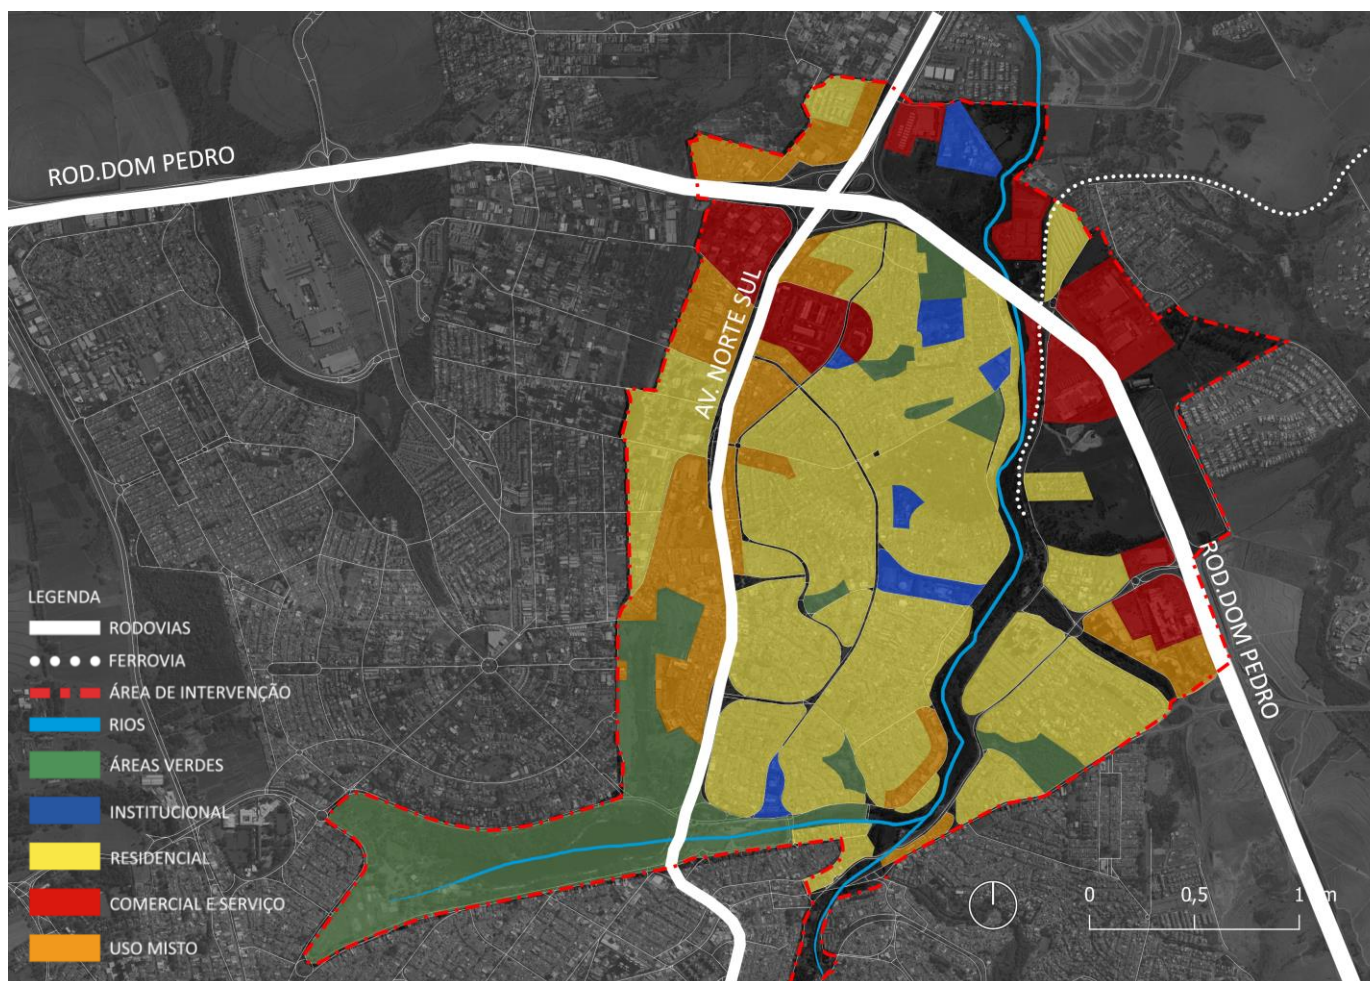 ROD.DOM PEDRO
AV. NORTE SUL
ROD.DOM PEDRO
LEGENDA
RODOVIAS
FERROVIA
ÁREA DE INTERVENÇÃO
RIOS
ÁREAS VERDES
INSTITUCIONAL
RESIDENCIAL
COMERCIAL E SERVIÇO
USO MISTO
0 0,5 1